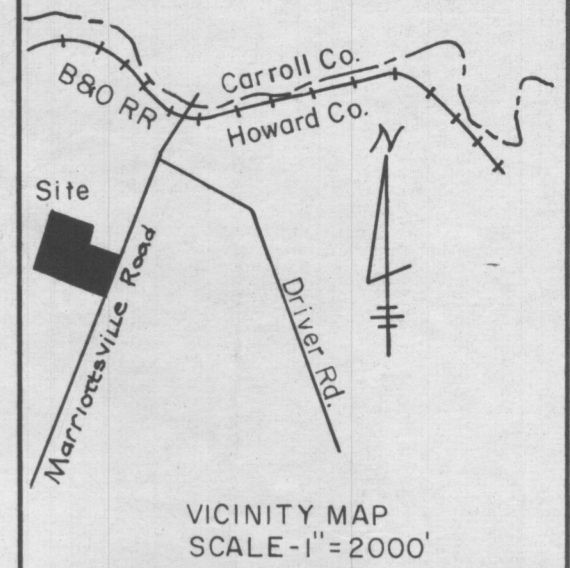 Carroll Co.
B&O RR
Howard Co.
N
Site
Marriottsville Road
Driver Rd.
VICINITY MAP
SCALE-1"=2000'